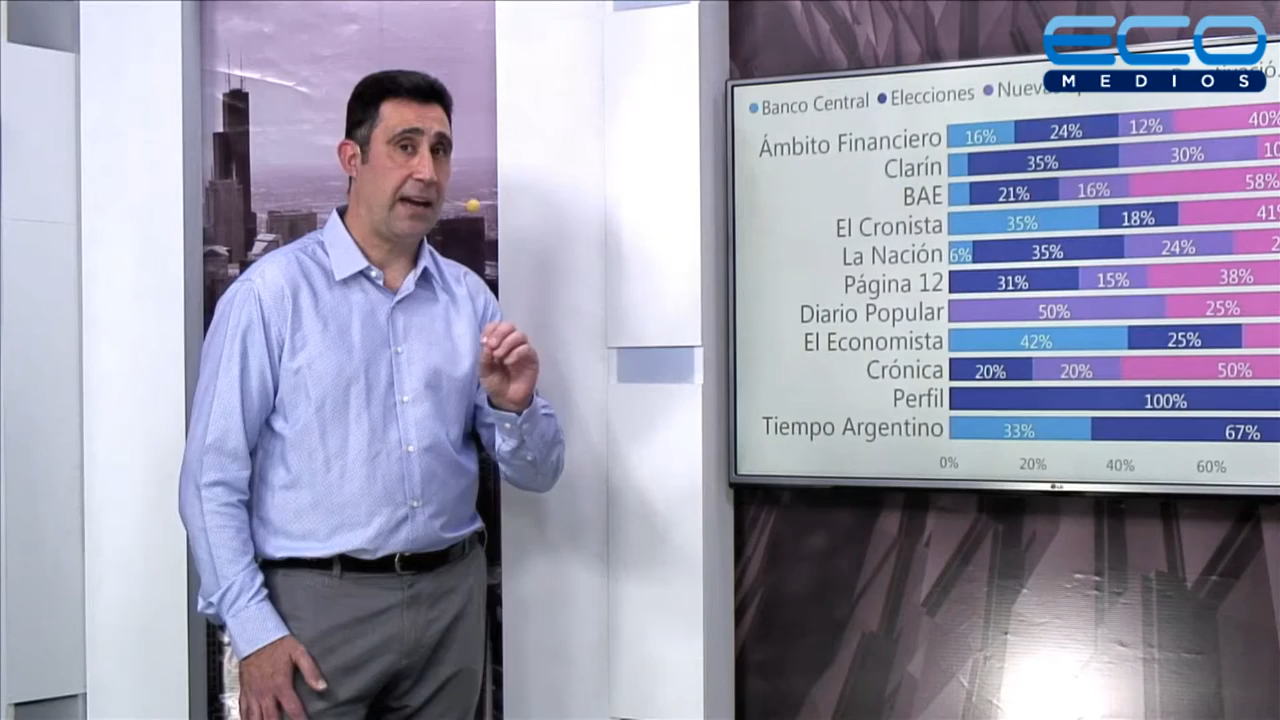 ECO
MEDIOS
Banco Central Elecciones
Ámbito Financiero 16% 24% 12% 40%
Clarín 35% 30%
BAE 21% 16% 58%
El Cronista 35% 18% 41%
La Nación 6% 35% 24%
Página 12 31% 15% 38%
Diario Popular 50% 25%
El Economista 42% 25%
Crónica 20% 20% 50%
Perfil 100%
Tiempo Argentino 33% 67%
0% 20% 40% 60%
LG